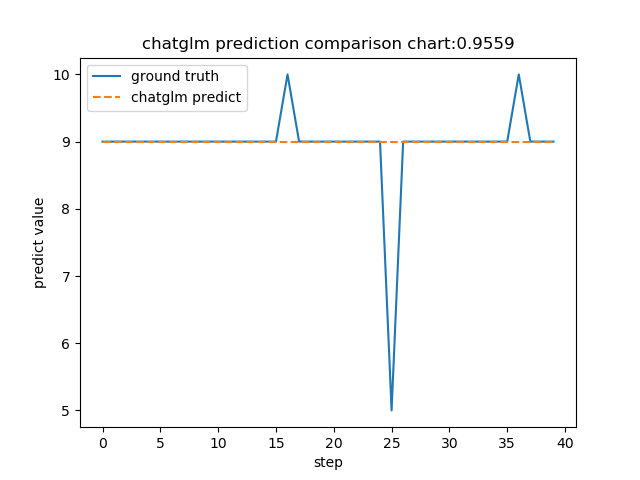 chatglm prediction comparison chart:0.9559
ground truth
chatglm predict
10
9
8
7
6
5
predict value
0 5 10 15 20 25 30 35 40
step